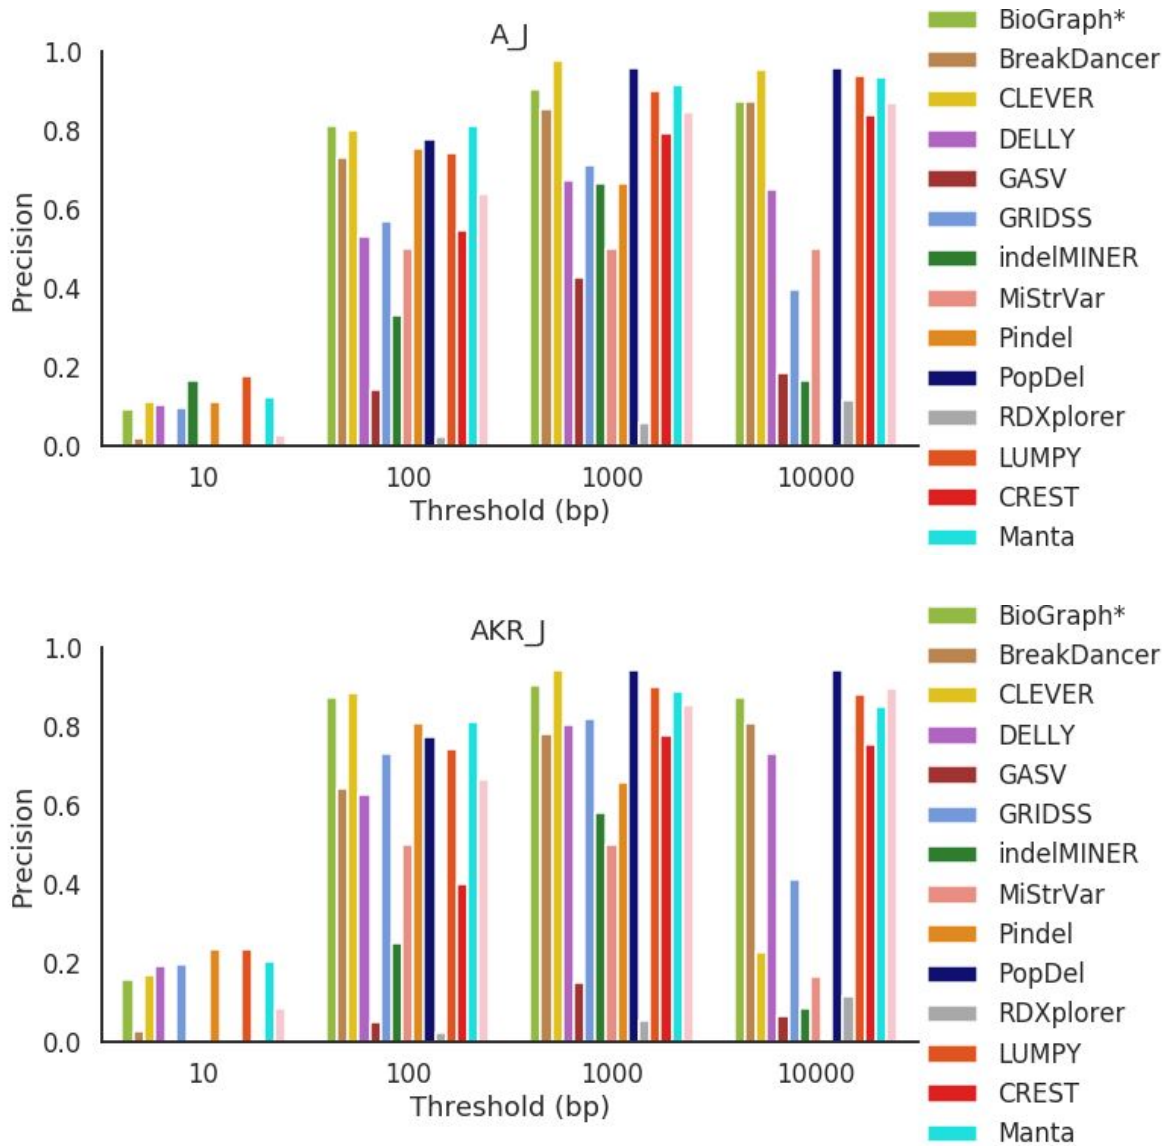 A_J
1.0
0.8
0.6
0.4
0.2
0.0
Precision
10 100 1000 10000
Threshold (bp)
BioGraph*
BreakDancer
CLEVER
DELLY
GASV
GRIDSS
indelMINER
MiStrVar
Pindel
PopDel
RDXplorer
LUMPY
CREST
Manta
AKR_J
1.0
0.8
0.6
0.4
0.2
0.0
Precision
10 100 1000 10000
Threshold (bp)
BioGraph*
BreakDancer
CLEVER
DELLY
GASV
GRIDSS
indelMINER
MiStrVar
Pindel
PopDel
RDXplorer
LUMPY
CREST
Manta